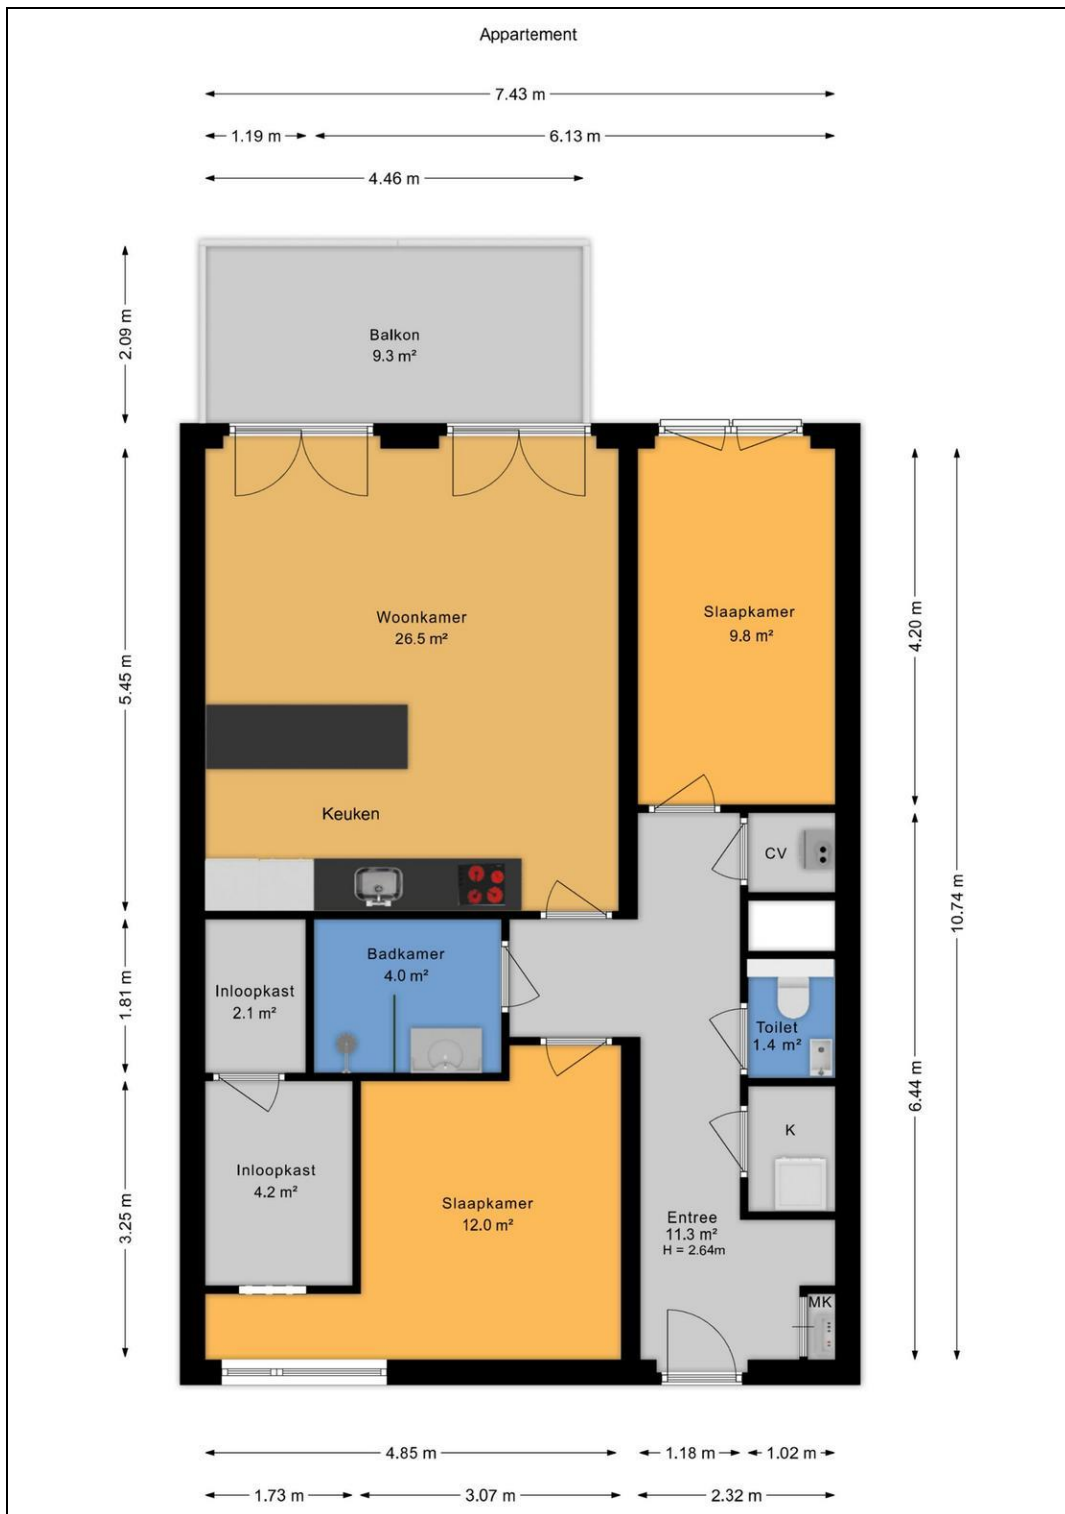 Appartement
7.43 m
1.19 m
6.13 m
4.46 m
2.09 m
Balkon
9.3 m²
5.45 m
Woonkamer
26.5 m²
Slaapkamer
9.8 m²
4.20 m
Keuken
CV
10.74 m
1.81 m
Inloopkast
2.1 m²
Badkamer
4.0 m²
Toilet
1.4 m²
6.44 m
K
3.25 m
Inloopkast
4.2 m²
Slaapkamer
12.0 m²
Entree
11.3 m²
H = 2.64m
MK
4.85 m
1.18 m
1.02 m
1.73 m
3.07 m
2.32 m